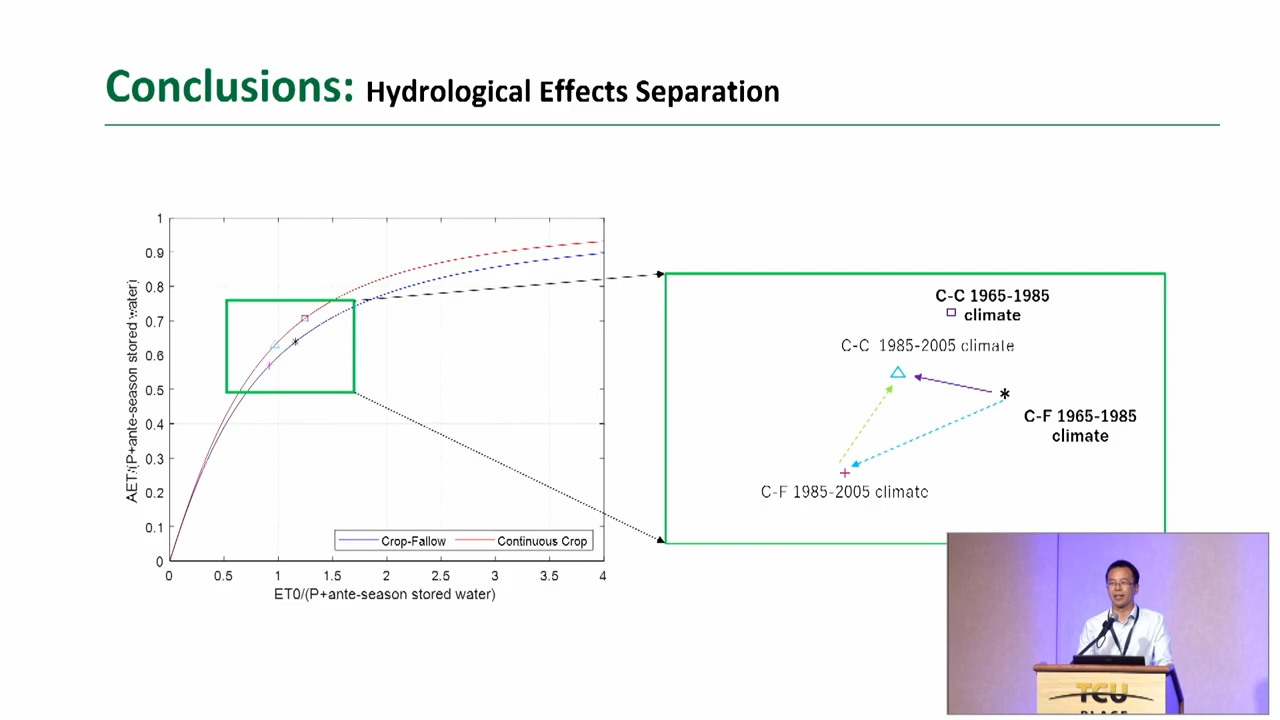 Conclusions: Hydrological Effects Separation
1
0.9
0.8
0.7
0.6
0.5
0.4
0.3
0.2
0.1
0
0
0.5
1
1.5
2
2.5
3
3.5
4
AET/(P+ante-season stored water)
ET0/(P+ante-season stored water)
Crop-Fallow
Continuous Crop
C-C 1965-1985
climate
C-C 1985-2005 climate
C-F 1965-1985
climate
C-F 1985-2005 climate
TCU
PLACE